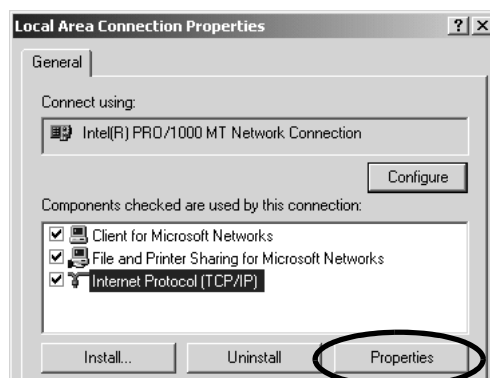 Local Area Connection Properties
General
Connect using:
Intel(R) PRO/1000 MT Network Connection
Configure
Components checked are used by this connection:
Client for Microsoft Networks
File and Printer Sharing for Microsoft Networks
Internet Protocol (TCP/IP)
Install... Uninstall Properties